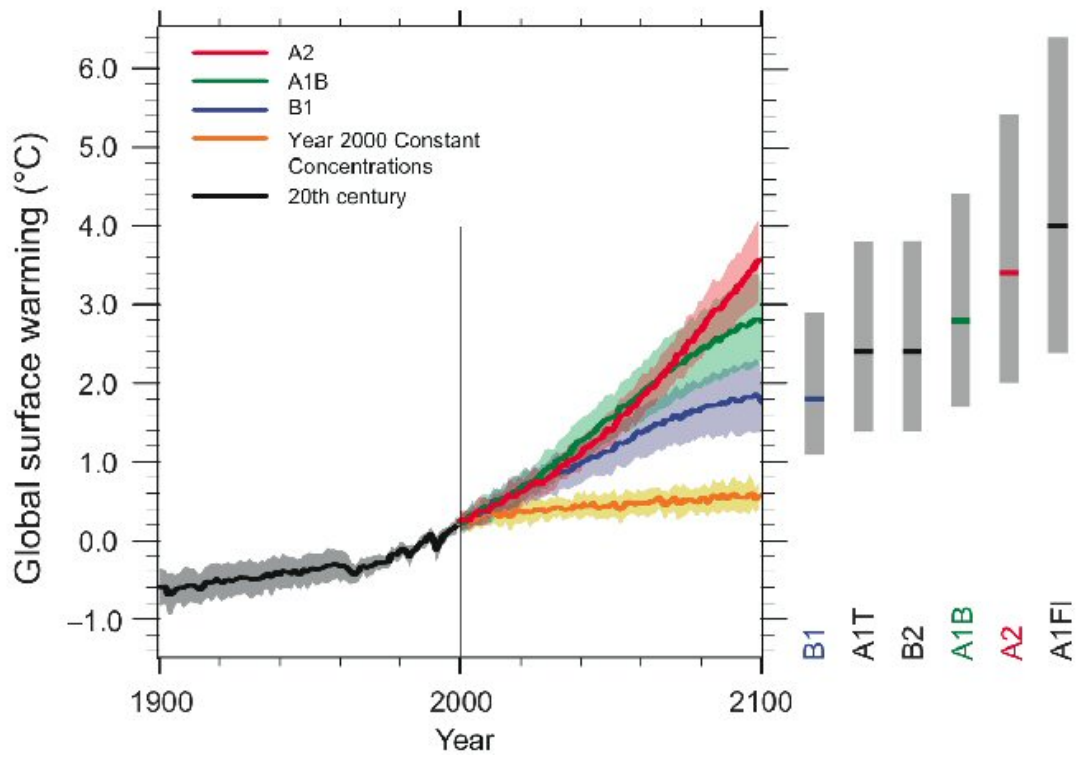 A2
A1B
B1
Year 2000 Constant
Concentrations
20th century
Global surface warming (°C)
6.0
5.0
4.0
3.0
2.0
1.0
0.0
–1.0
1900
2000
2100
Year
B1
A1T
B2
A1B
A2
A1FI